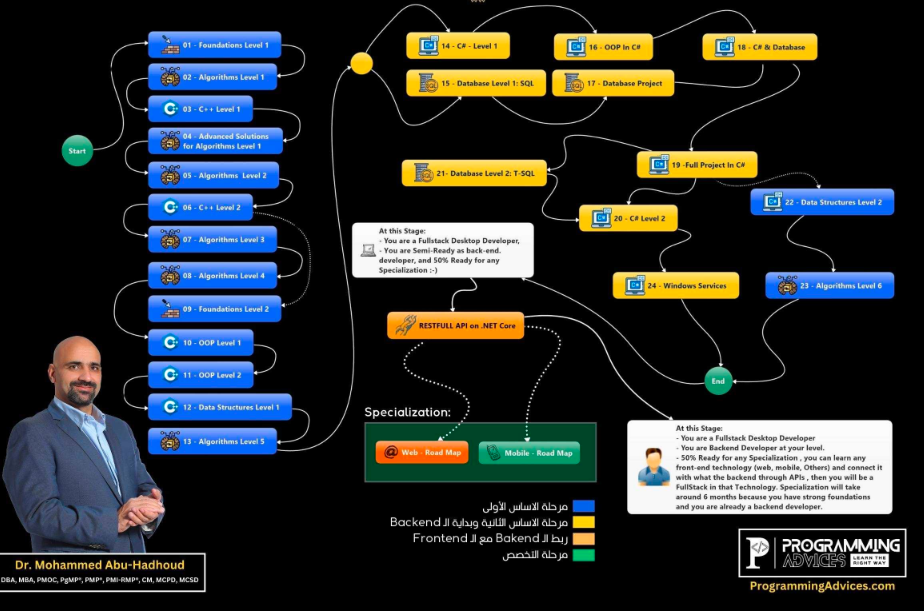 Start
01 - Foundations Level 1
02 - Algorithms Level 1
03 - C++ Level 1
04 - Advanced Solutions
for Algorithms Level 1
05 - Algorithms Level 2
06 - C++ Level 2
07 - Algorithms Level 3
08 - Algorithms Level 4
09 - Foundations Level 2
10 - OOP Level 1
11 - OOP Level 2
12 - Data Structures Level 1
13 - Algorithms Level 5
14 - C# - Level 1
15 - Database Level 1: SQL
16 - OOP In C#
17 - Database Project
18 - C# & Database
19 -Full Project In C#
20 - C# Level 2
21- Database Level 2: T-SQL
22 - Data Structures Level 2
23 - Algorithms Level 6
24 - Windows Services
End
At this Stage:
- You are a Fullstack Desktop Developer,
- You are Semi-Ready as back-end.
developer, and 50% Ready for any
Specialization :-)
RESTFULL API on .NET Core
Specialization:
@ Web - Road Map
Mobile - Road Map
At this Stage:
- You are a Fullstack Desktop Developer
- You are Backend Developer at your level.
- 50% Ready for any Specialization , you can learn any
front-end technology (web, mobile, Others) and connect it
with what the backend through APIs , then you will be a
FullStack in that Technology. Specialization will take
around 6 months because you have strong foundations
and you are already a backend developer.
مرحلة الاساس الأولى
مرحلة الاساس الثانية وبداية الـ Backend
ربط الـ Bakend مع الـ Frontend
مرحلة التخصص
Dr. Mohammed Abu-Hadhoud
DBA, MBA, PMOC, PgMP®, PMP®, PMI-RMP®, CM, MCPD, MCSD
PROGRAMMING
ADVICES LEARN THE
RIGHT WAY
ProgrammingAdvices.com